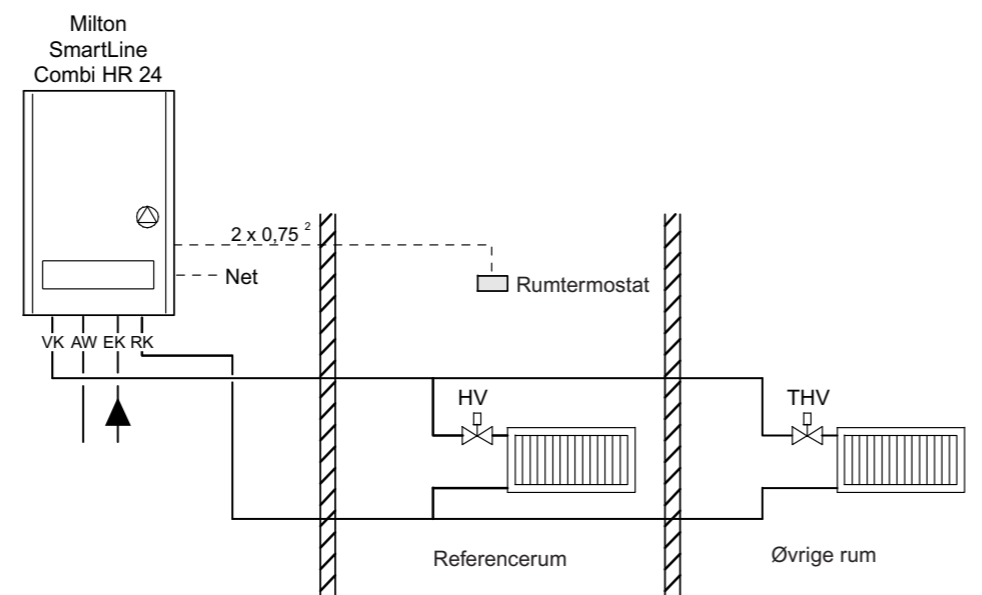 Milton
SmartLine
Combi HR 24
2 x 0,75 ²
Net
Rumtermostat
VK AW EK RK
HV
THV
Referencerum
Øvrige rum